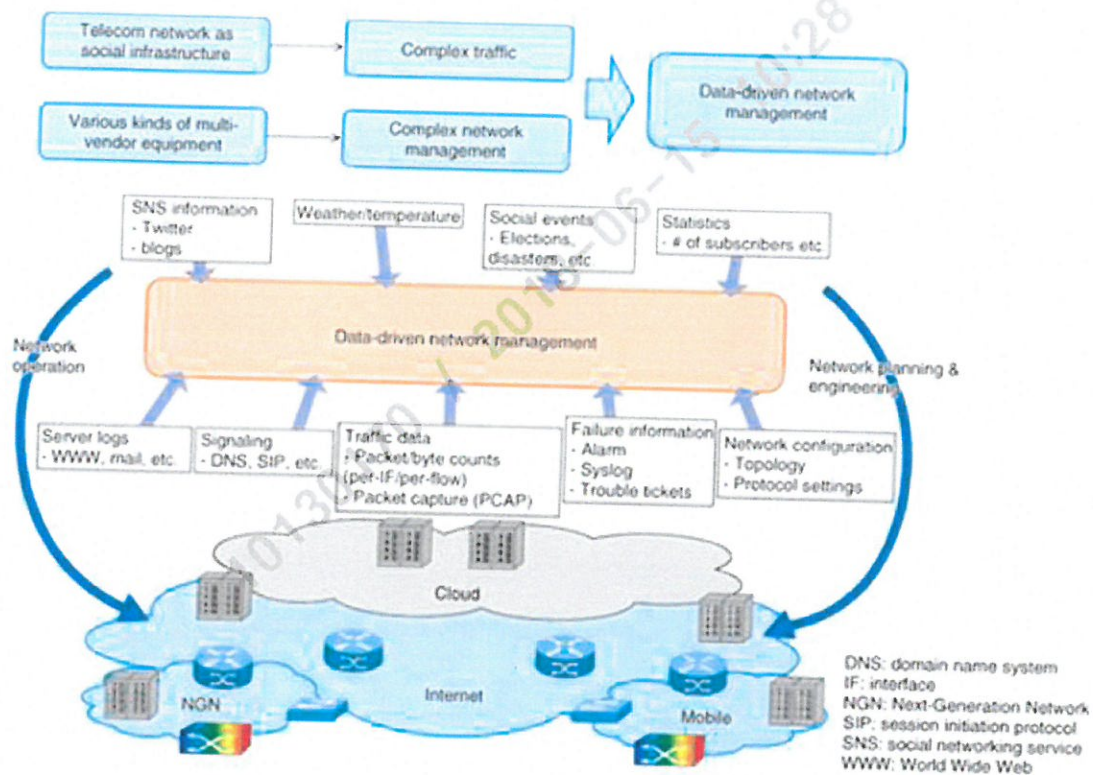 Telecom network as
social infrastructure
Complex traffic
Data-driven network
management
Various kinds of multi-
vendor equipment
Complex network
management
SNS information
- Twitter
- blogs
Weather/temperature
Social events
- Elections,
disasters, etc.
Statistics
- # of subscribers etc
Data-driven network management
Network
operation
Network planning &
engineering
Server logs
- WWW, mail, etc.
Signaling
- DNS, SIP, etc.
Traffic data
- Packet/byte counts
(per-IF/per-flow)
- Packet capture (PCAP)
Failure information
- Alarm
- Syslog
- Trouble tickets
Network configuration
- Topology
- Protocol settings
Cloud
Internet
NGN
Mobile
DNS: domain name system
IF: interface
NGN: Next-Generation Network
SIP: session initiation protocol
SNS: social networking service
WWW: World Wide Web